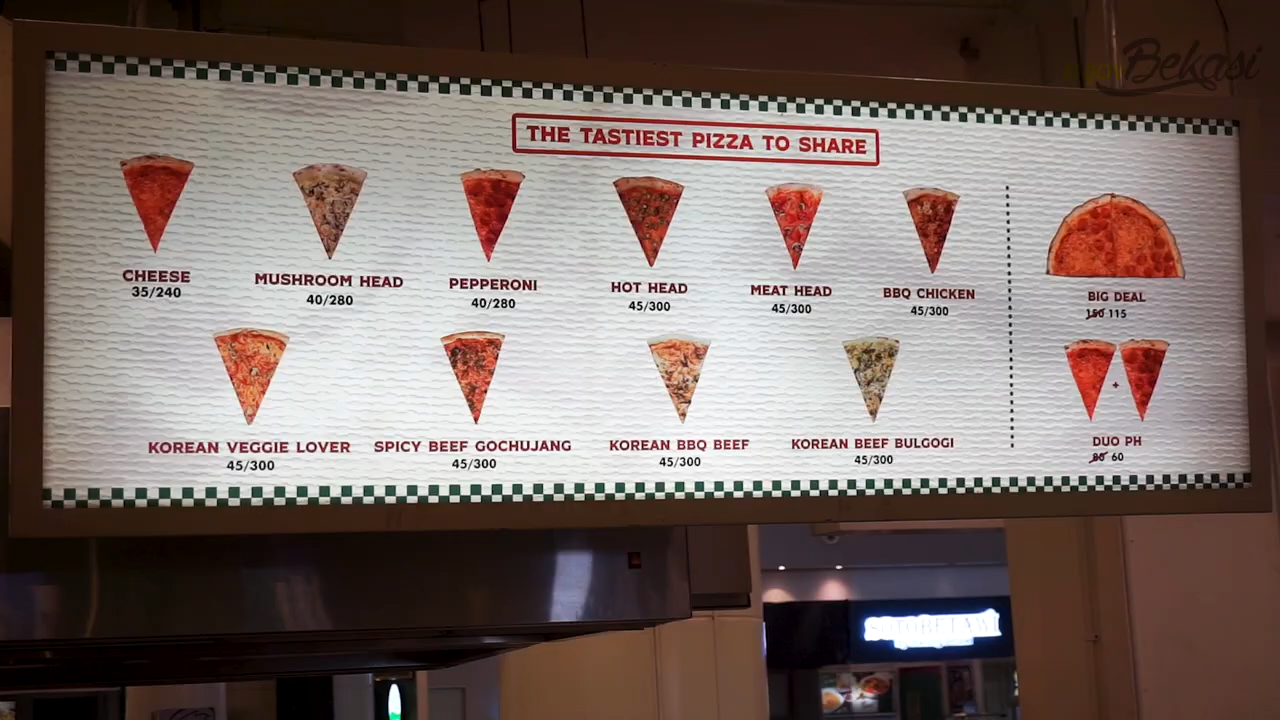 Bekasi
THE TASTIEST PIZZA TO SHARE
CHEESE
35/240
MUSHROOM HEAD
40/280
PEPPERONI
40/280
HOT HEAD
45/300
MEAT HEAD
45/300
BBQ CHICKEN
45/300
BIG DEAL
150 115
KOREAN VEGGIE LOVER
45/300
SPICY BEEF GOCHUJANG
45/300
KOREAN BBQ BEEF
45/300
KOREAN BEEF BULGOGI
45/300
+
DUO PH
80 60
SOTO BETAWI